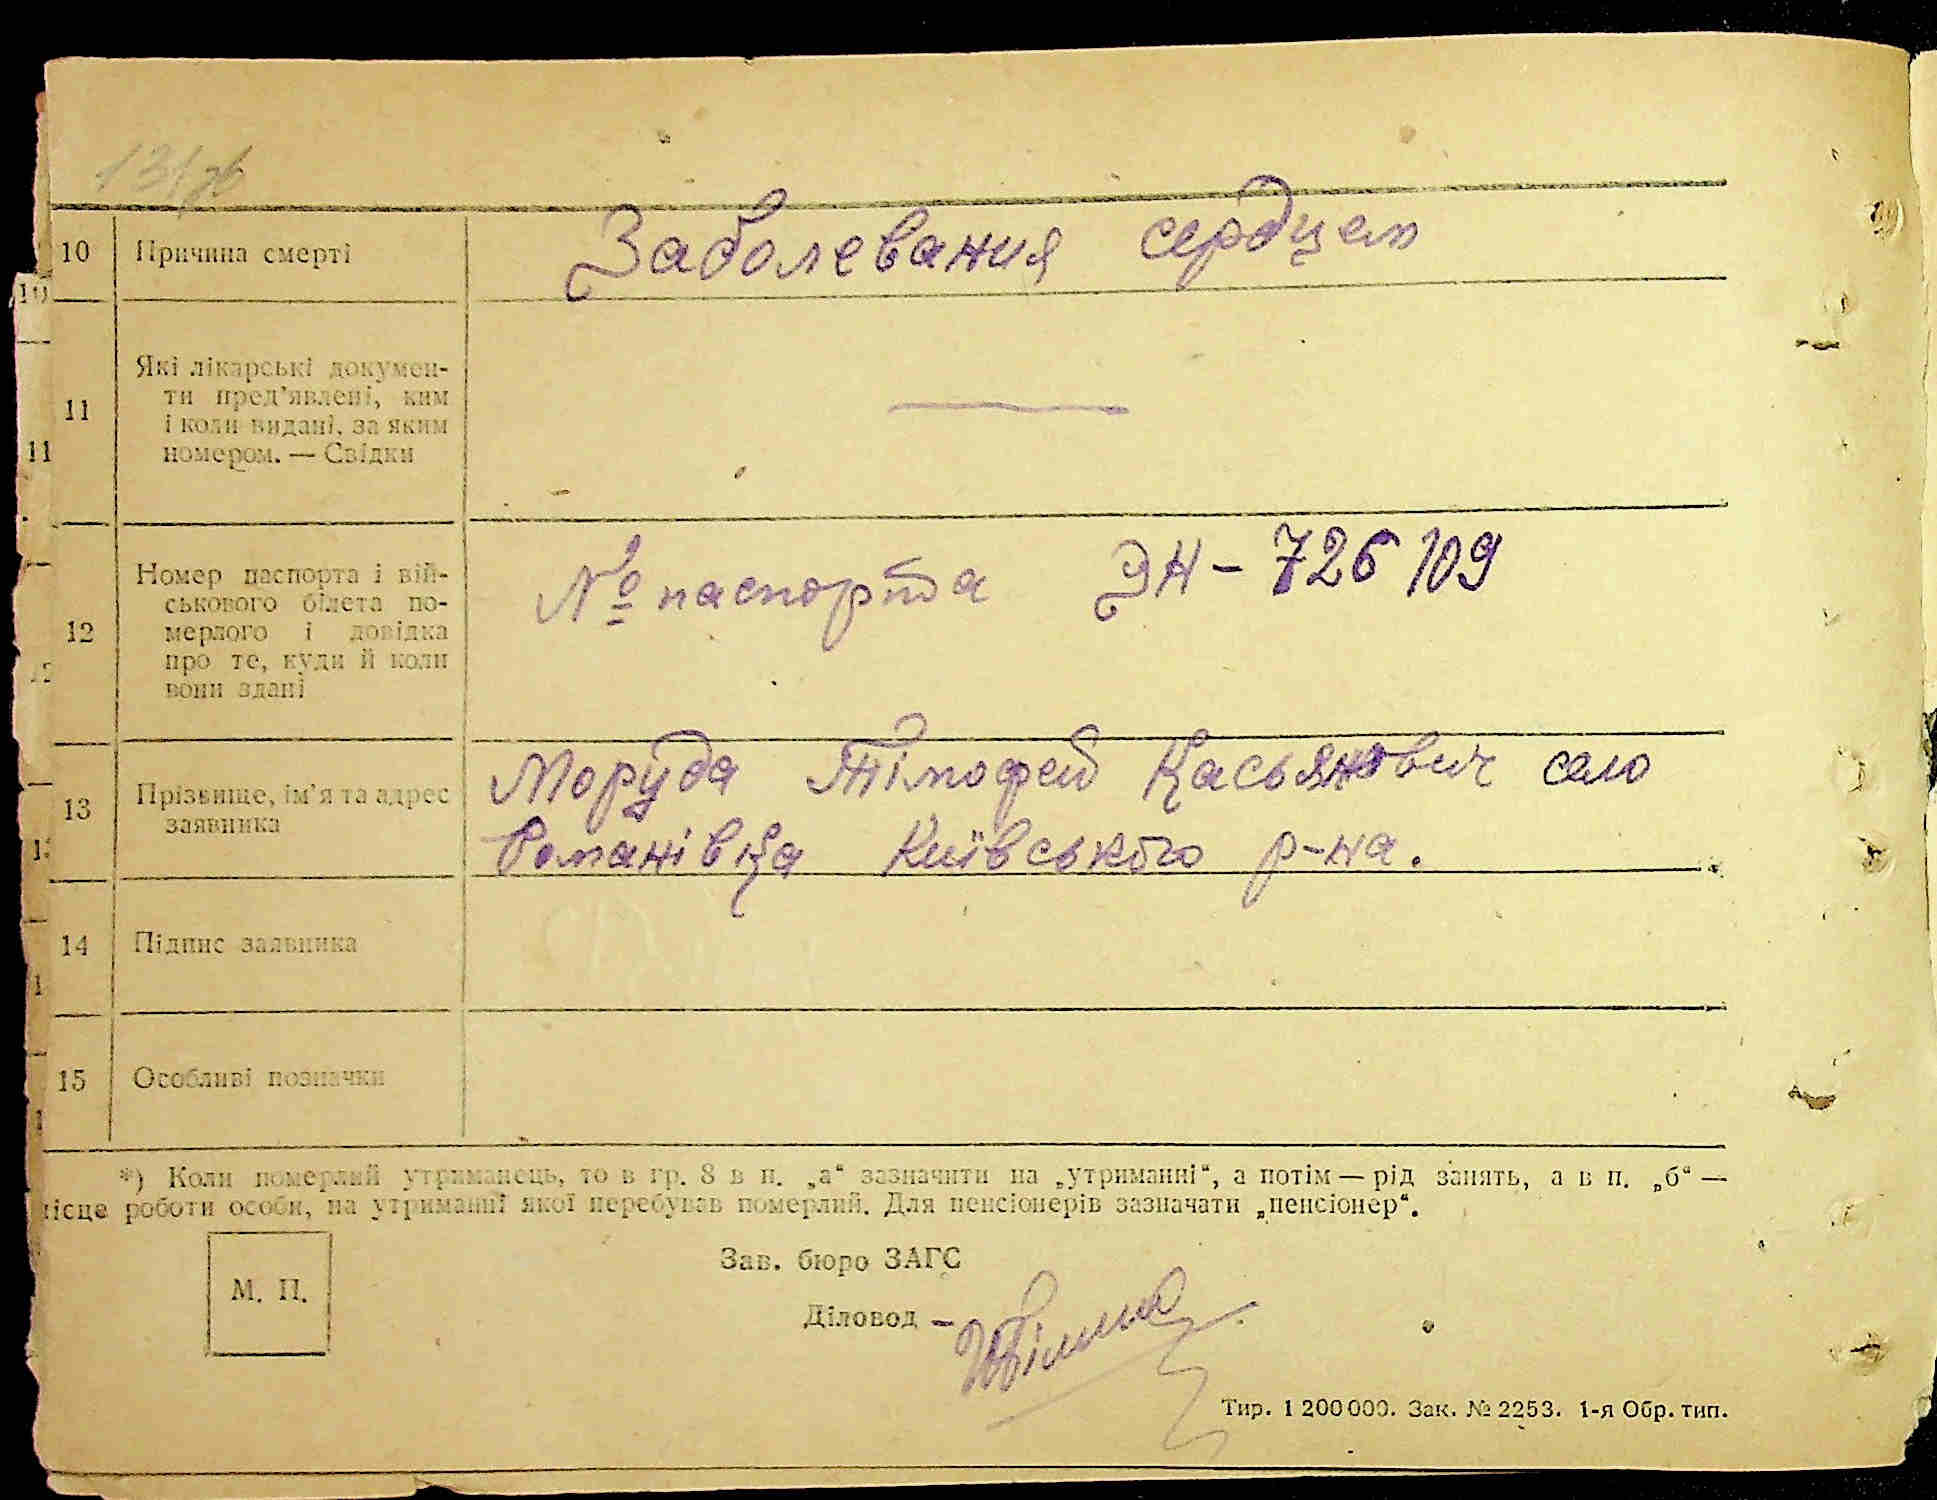 131 зв
10 Причина смерті Заболевания сердцем
11 Які лікарські докумен-
ти пред’явлені, ким
і коли видані, за яким
номером. — Свідки —
12 Номер паспорта і вій-
ськового білета по-
мерлого і довідка
про те, куди й коли
вони здані
№ паспорта ЭН - 726109
13 Прізвище, ім’я та адрес
заявника
Моруда Тімофей Касьянович село
Романівка Київського р-на.
14 Підпис заявника
15 Особливі позначки
*) Коли померлий утриманець, то в гр. 8 в п. „а“ зазначити на „утриманні“, а потім — рід занять, а в п. „б“ —
місце роботи особи, на утриманні якої перебував померлий. Для пенсіонерів зазначати „пенсіонер“.
М. П.
Зав. бюро ЗАГС
Діловод —
Тир. 1 200 000. Зак. № 2253. 1-я Обр. тип.